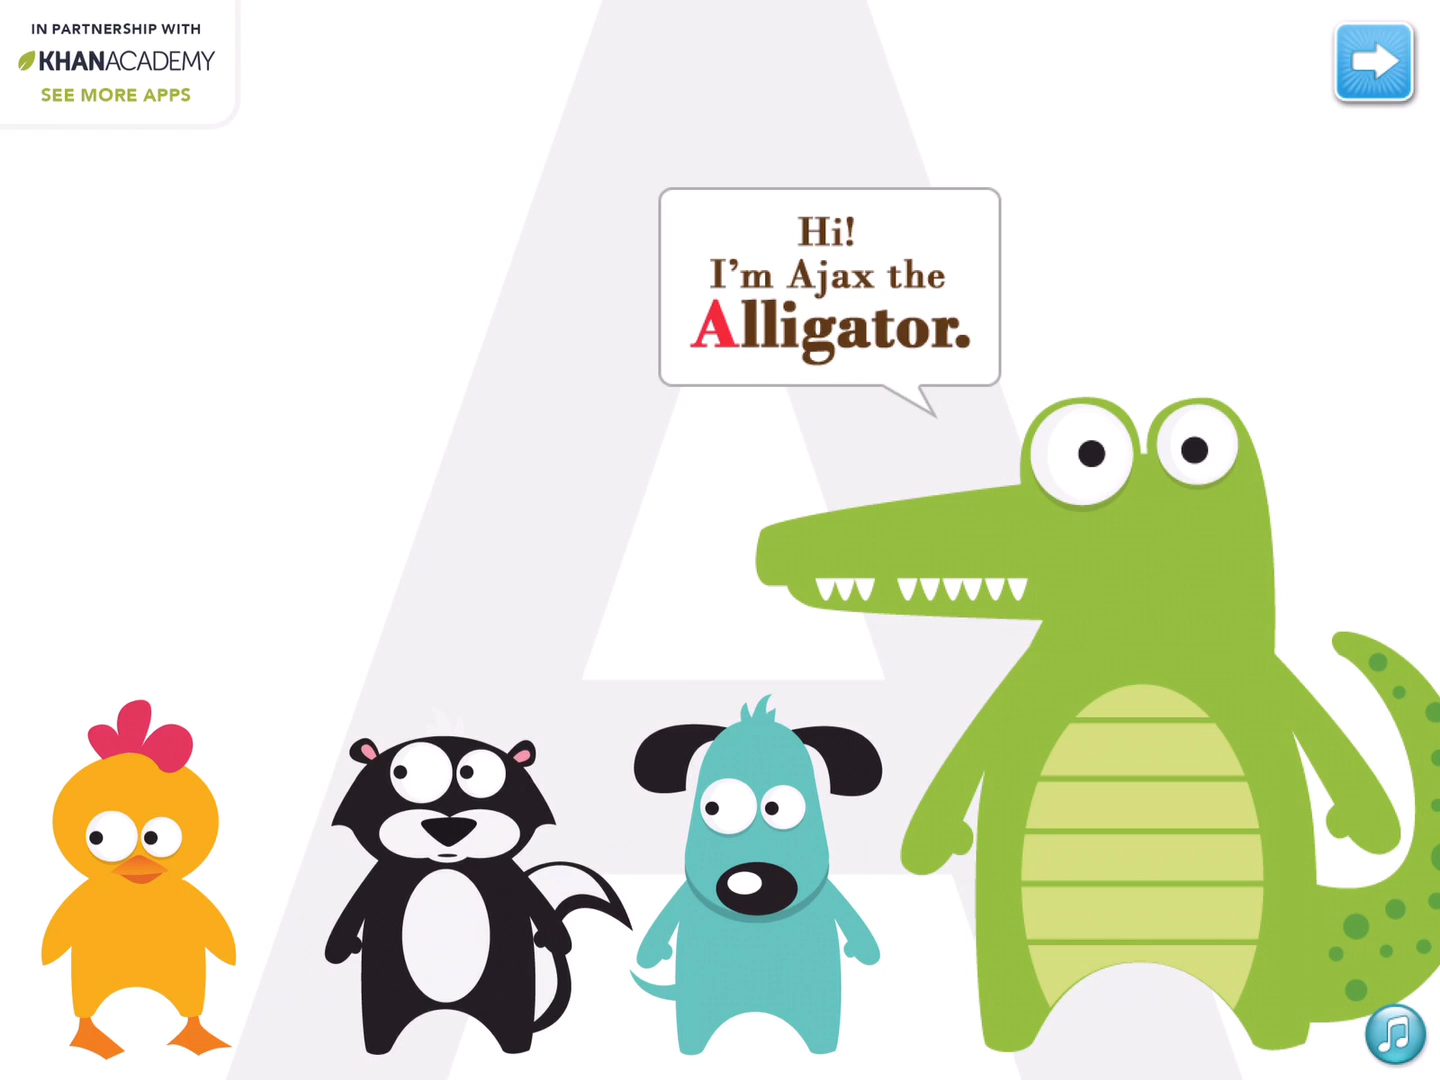 IN PARTNERSHIP WITH
KHANACADEMY
SEE MORE APPS
Hi!
I'm Ajax the
Alligator.
A